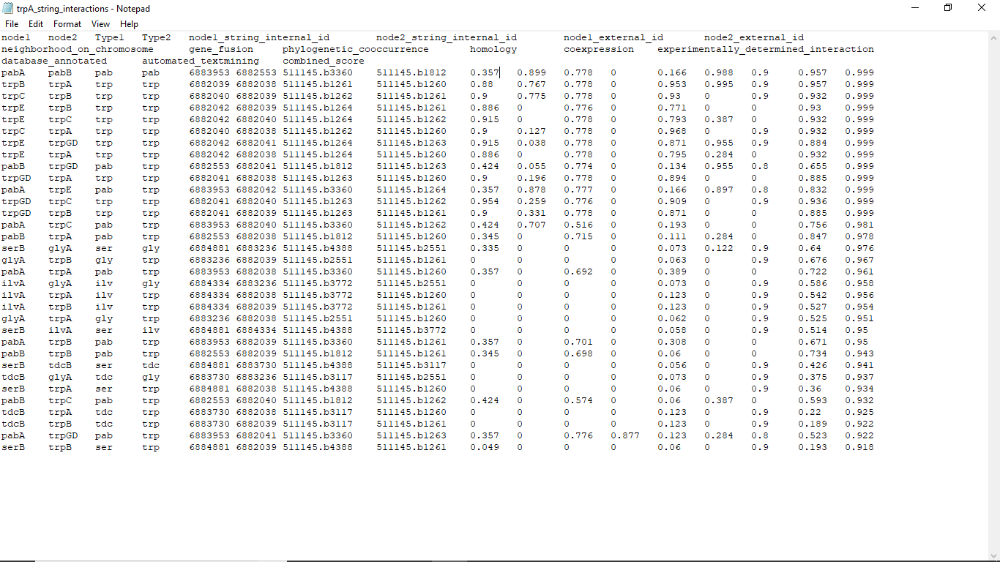 trpA_string_interactions - Notepad
File Edit Format View Help
node1 node2 Type1 Type2 node1_string_internal_id node2_string_internal_id node1_external_id node2_external_id
neighborhood_on_chromosome gene_fusion phylogenetic_cooccurrence homology coexpression experimentally_determined_interaction
database_annotated automated_textmining combined_score
pabA pabB pab pab 6883953 6882553 511145.b3360 511145.b1812 0.357 0.899 0.778 0 0.166 0.988 0.9 0.957 0.999
trpB trpA trp trp 6882039 6882038 511145.b1261 511145.b1260 0.88 0.767 0.778 0 0.953 0.995 0.9 0.957 0.999
trpC trpB trp trp 6882040 6882039 511145.b1262 511145.b1261 0.9 0.775 0.778 0 0.93 0 0.9 0.932 0.999
trpE trpB trp trp 6882042 6882039 511145.b1264 511145.b1261 0.886 0 0.776 0 0.771 0 0 0.93 0.999
trpE trpC trp trp 6882042 6882040 511145.b1264 511145.b1262 0.915 0 0.778 0 0.793 0.387 0 0.932 0.999
trpC trpA trp trp 6882040 6882038 511145.b1262 511145.b1260 0.9 0.127 0.778 0 0.968 0 0.9 0.932 0.999
trpE trpGD trp trp 6882042 6882041 511145.b1264 511145.b1263 0.915 0.038 0.778 0 0.871 0.955 0.9 0.884 0.999
trpE trpA trp trp 6882042 6882038 511145.b1264 511145.b1260 0.886 0 0.778 0 0.795 0.284 0 0.932 0.999
pabB trpGD pab trp 6882553 6882041 511145.b1812 511145.b1263 0.424 0.055 0.774 0 0.134 0.955 0.8 0.655 0.999
trpGD trpA trp trp 6882041 6882038 511145.b1263 511145.b1260 0.9 0.196 0.778 0 0.894 0 0 0.885 0.999
pabA trpE pab trp 6883953 6882042 511145.b3360 511145.b1264 0.357 0.878 0.777 0 0.166 0.897 0.8 0.832 0.999
trpGD trpC trp trp 6882041 6882040 511145.b1263 511145.b1262 0.954 0.259 0.776 0 0.909 0 0.9 0.936 0.999
trpGD trpB trp trp 6882041 6882039 511145.b1263 511145.b1261 0.9 0.331 0.778 0 0.871 0 0 0.885 0.999
pabA trpC pab trp 6883953 6882040 511145.b3360 511145.b1262 0.424 0.707 0.516 0 0.193 0 0 0.756 0.981
pabB trpA pab trp 6882553 6882038 511145.b1812 511145.b1260 0.345 0 0.715 0 0.111 0.284 0 0.847 0.978
serB glyA ser gly 6884881 6883236 511145.b4388 511145.b2551 0.335 0 0 0 0.073 0.122 0.9 0.64 0.976
glyA trpB gly trp 6883236 6882039 511145.b2551 511145.b1261 0 0 0 0 0.063 0 0.9 0.676 0.967
pabA trpA pab trp 6883953 6882038 511145.b3360 511145.b1260 0.357 0 0.692 0 0.389 0 0 0.722 0.961
ilvA glyA ilv gly 6884334 6883236 511145.b3772 511145.b2551 0 0 0 0 0.073 0 0.9 0.586 0.958
ilvA trpA ilv trp 6884334 6882038 511145.b3772 511145.b1260 0 0 0 0 0.123 0 0.9 0.542 0.956
ilvA trpB ilv trp 6884334 6882039 511145.b3772 511145.b1261 0 0 0 0 0.123 0 0.9 0.527 0.954
glyA trpA gly trp 6883236 6882038 511145.b2551 511145.b1260 0 0 0 0 0.062 0 0.9 0.525 0.951
serB ilvA ser ilv 6884881 6884334 511145.b4388 511145.b3772 0 0 0 0 0.058 0 0.9 0.514 0.95
pabA trpB pab trp 6883953 6882039 511145.b3360 511145.b1261 0.357 0 0.701 0 0.308 0 0 0.671 0.95
pabB trpB pab trp 6882553 6882039 511145.b1812 511145.b1261 0.345 0 0.698 0 0.06 0 0 0.734 0.943
serB tdcB ser tdc 6884881 6883730 511145.b4388 511145.b3117 0 0 0 0 0.056 0 0.9 0.426 0.941
tdcB glyA tdc gly 6883730 6883236 511145.b3117 511145.b2551 0 0 0 0 0.073 0 0.9 0.375 0.937
serB trpA ser trp 6884881 6882038 511145.b4388 511145.b1260 0 0 0 0 0.06 0 0.9 0.36 0.934
pabB trpC pab trp 6882553 6882040 511145.b1812 511145.b1262 0.424 0 0.574 0 0.06 0.387 0 0.593 0.932
tdcB trpA tdc trp 6883730 6882038 511145.b3117 511145.b1260 0 0 0 0 0.123 0 0.9 0.22 0.925
tdcB trpB tdc trp 6883730 6882039 511145.b3117 511145.b1261 0 0 0 0 0.123 0 0.9 0.189 0.922
pabA trpGD pab trp 6883953 6882041 511145.b3360 511145.b1263 0.357 0 0.776 0.877 0.123 0.284 0.8 0.523 0.922
serB trpB ser trp 6884881 6882039 511145.b4388 511145.b1261 0.049 0 0 0 0.06 0 0.9 0.193 0.918